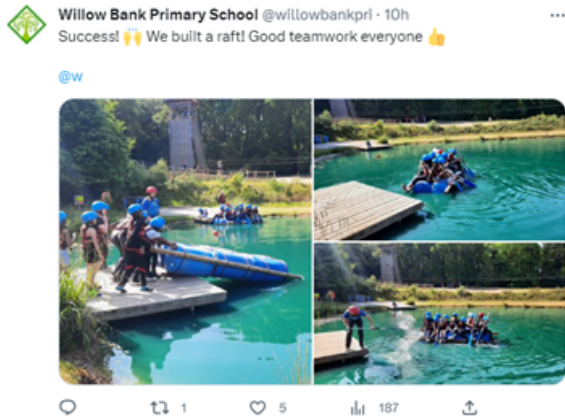 Willow Bank Primary School @willowbankpri · 10h
Success! 🙌 We built a raft! Good teamwork everyone 👍
@w
1
5
187